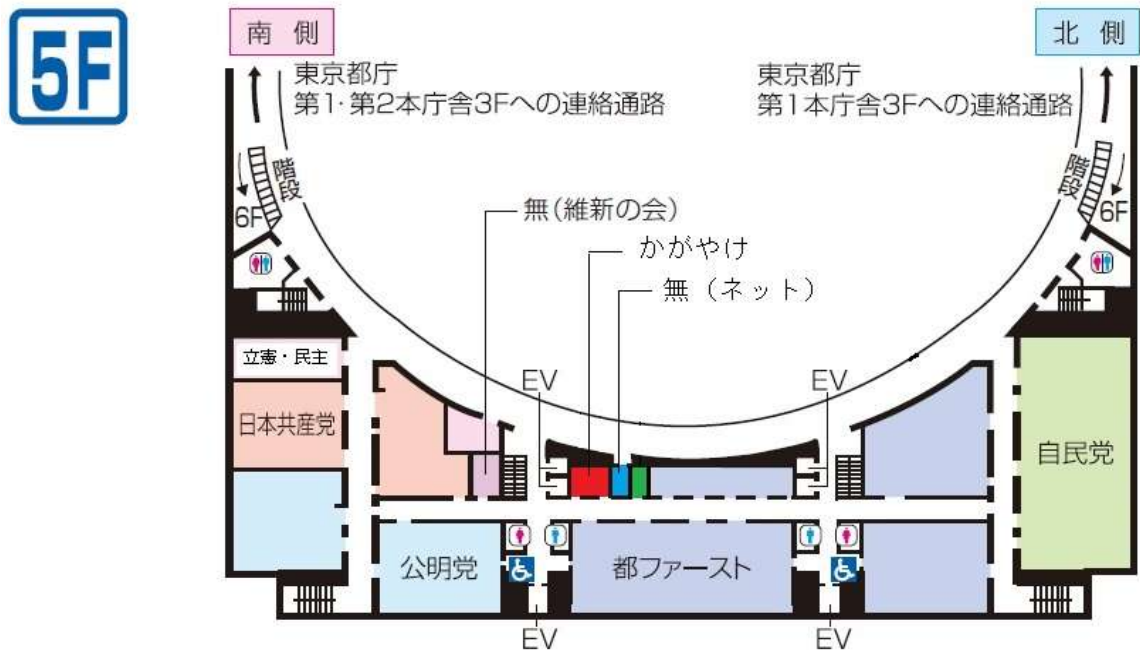 5F
南 側
北 側
東京都庁
第1·第2本庁舎3Fへの連絡通路
東京都庁
第1本庁舎3Fへの連絡通路
階段
6F
階段
6F
無(維新の会)
かがやけ
無（ネット）
立憲・民主
EV
EV
日本共産党
自民党
公明党
都ファースト
EV
EV